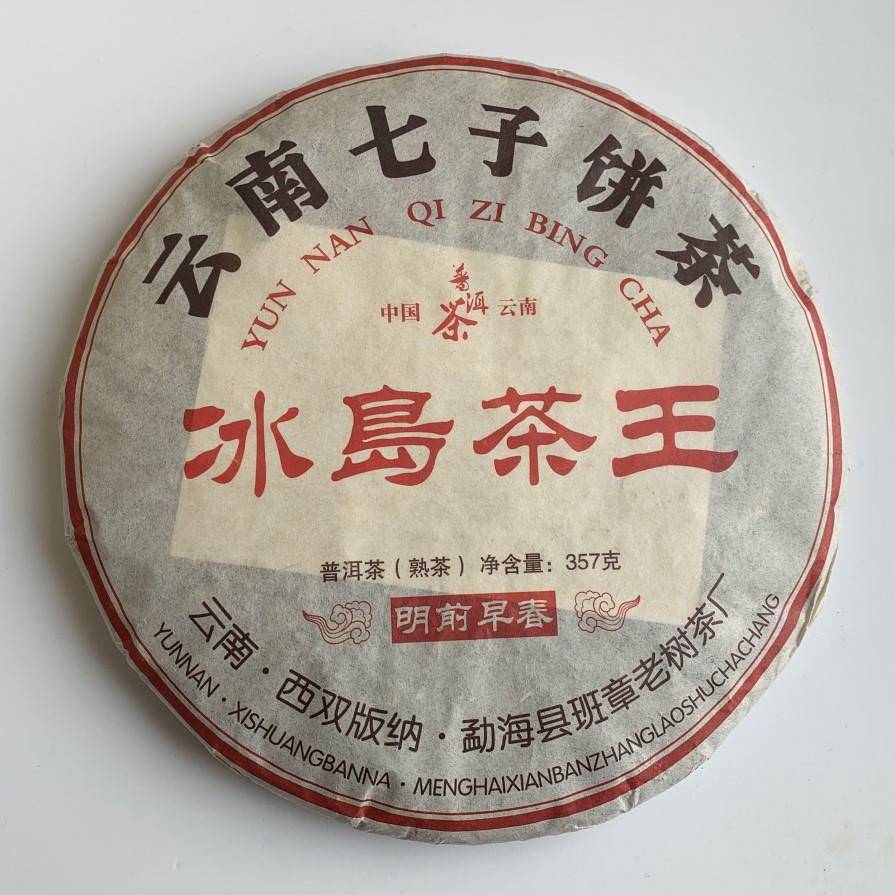 云南七子饼茶
YUN NAN QI ZI BING CHA
中国 普洱茶 云南
冰島茶王
普洱茶（熟茶） 净含量：357克
明前早春
云南·西双版纳·勐海县班章老树茶厂
YUNNAN·XISHUANGBANNA·MENGHAIXIANBANZHANGLAOSHUCHACHANG